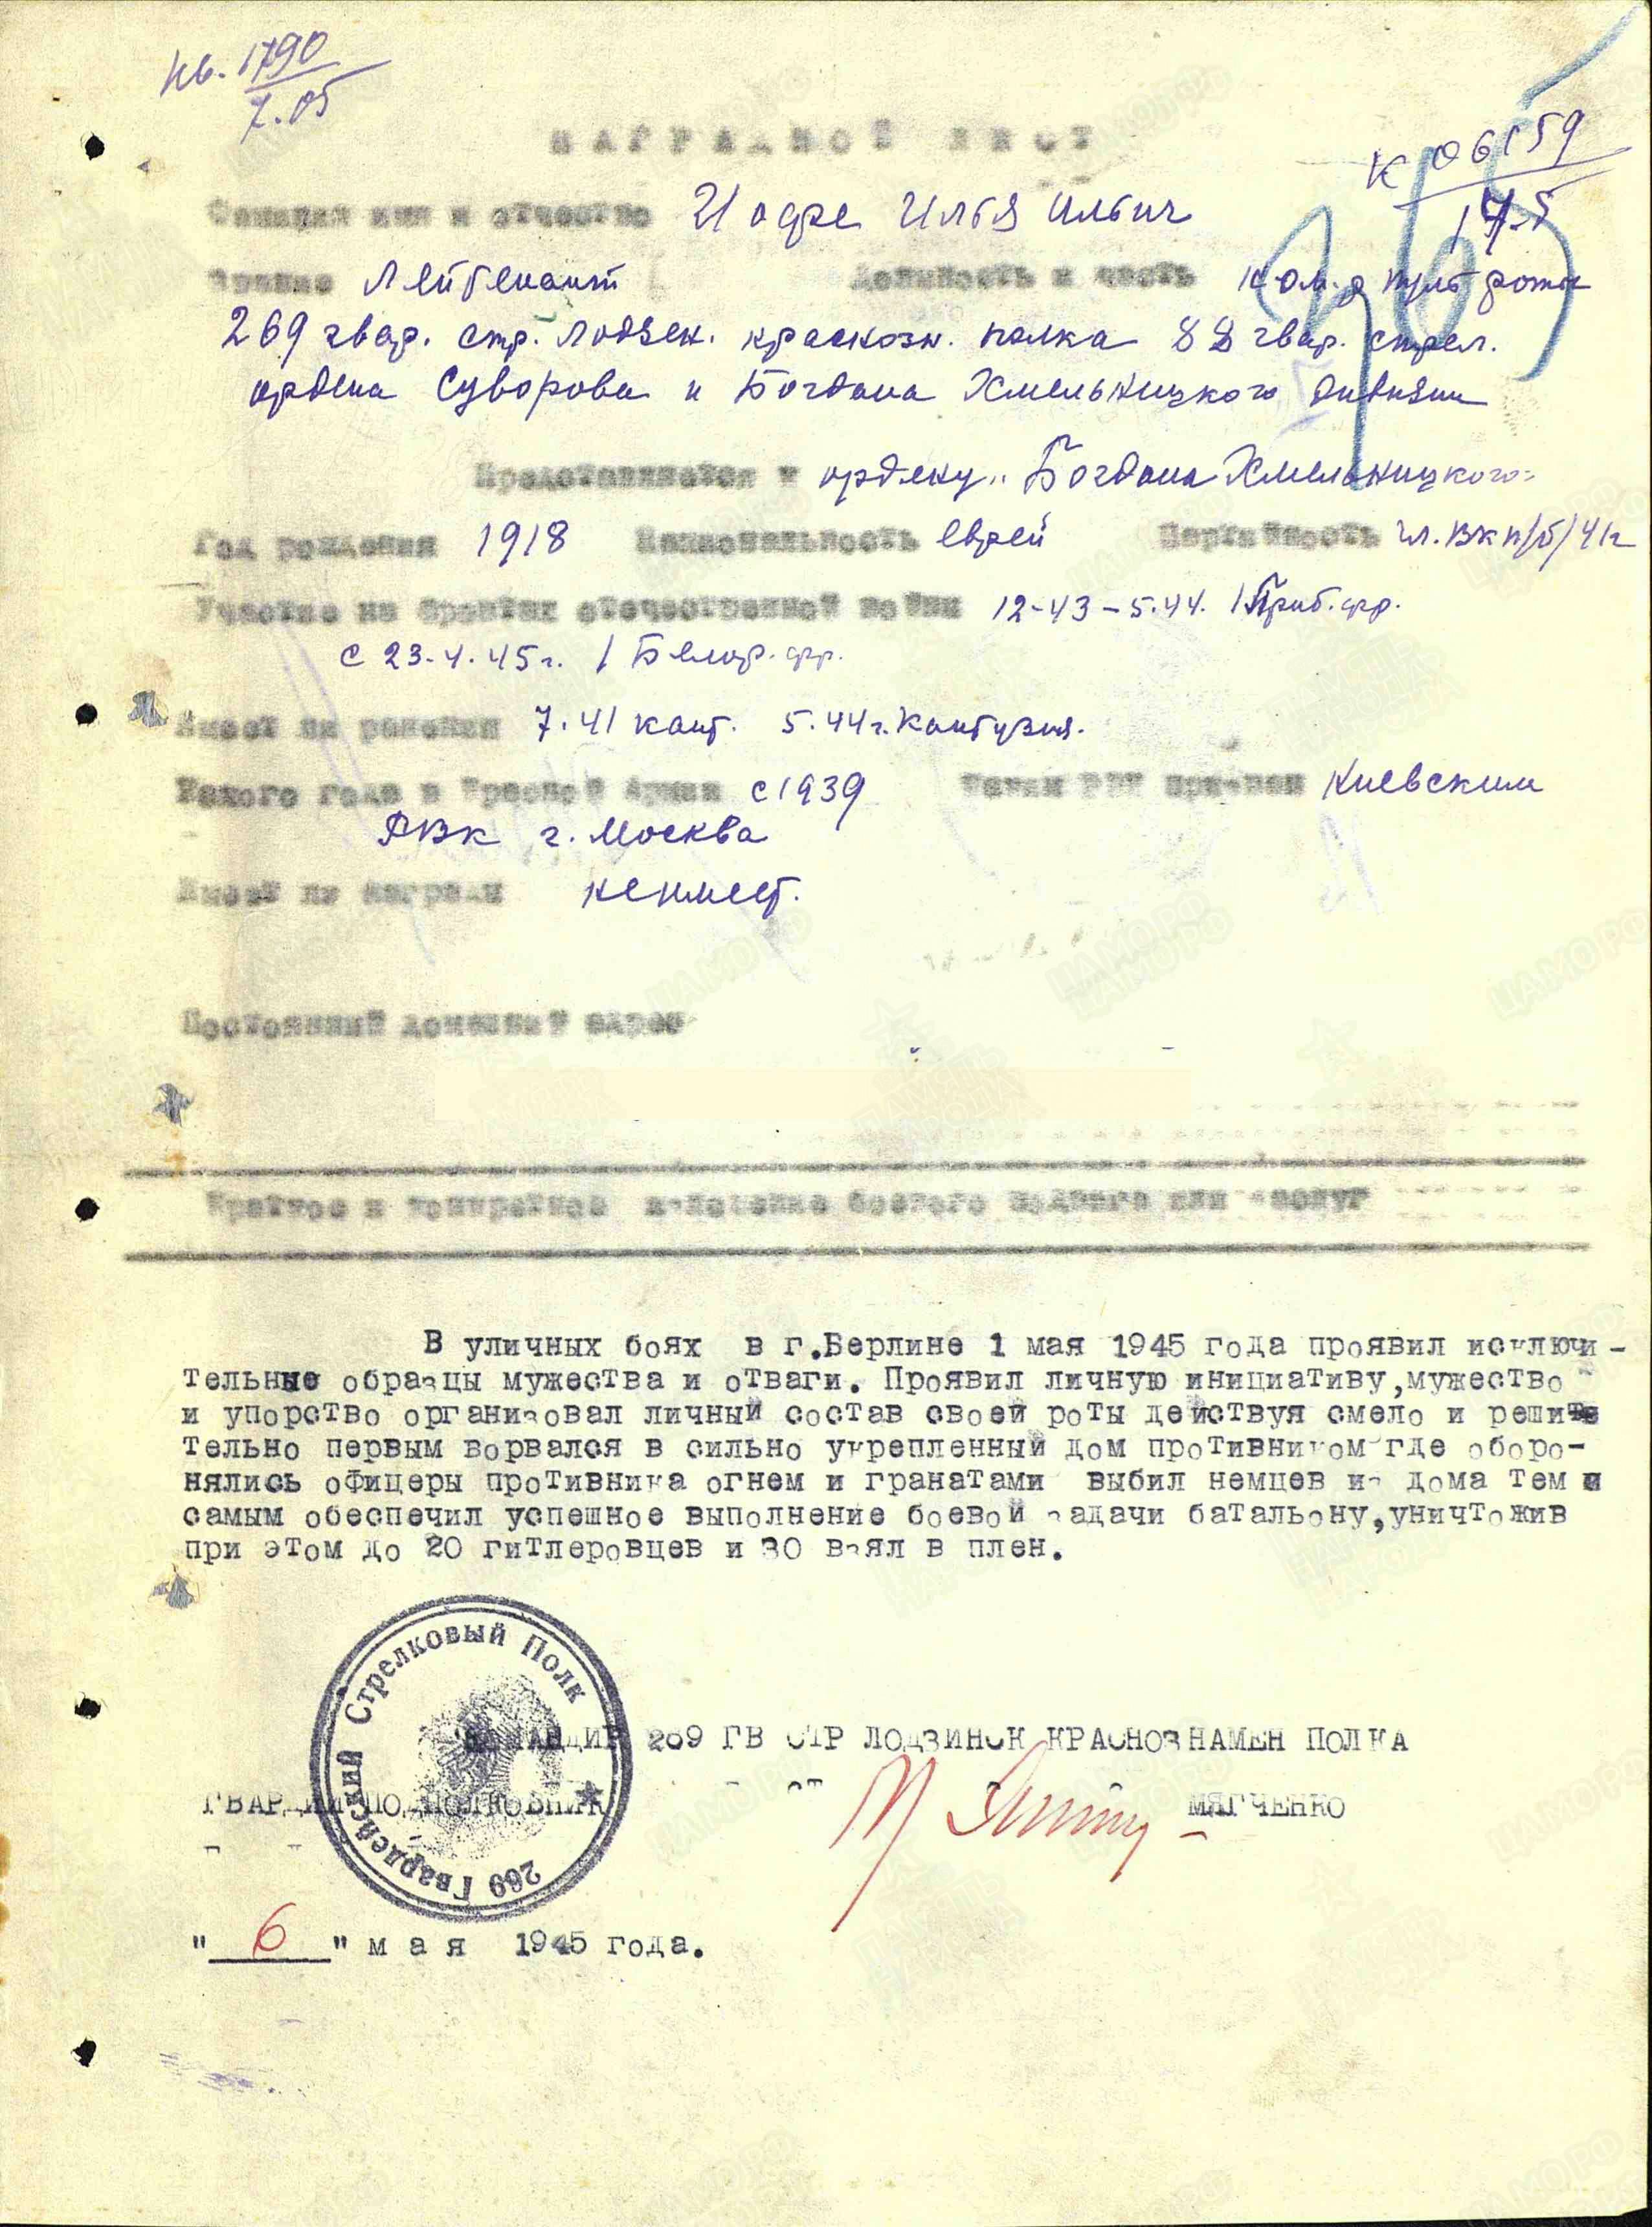 Нв. 1790
7.05
НАГРАДНОЙ ЛИСТ
К 06159
Фамилия имя и отчество Иофе Илья Ильич
Звание Лейтенант Должность и часть ком-р пуль роты
269 гвар. стр. Лодзен. краснозн. полка 88 гвар. стрел.
ордена Суворова и Богдана Хмельницкого дивизии
Представляется к ордену „Богдана Хмельницкого"
Год рождения 1918 Национальность еврей Партийность чл.ВКП/б/41г
Участие на фронтах отечественной войны 12-43-5.44. 1 Приб.фр.
с 23.4.45г. 1 Белор.фр.
Имеет ли ранения 7.41 конт. 5.44г. Контузия.
Какого года в Красной Армии с 1939 Каким РВК призван Киевским
РВК г. Москва
Имеет ли награды неимеет.
Постоянный домашний адрес
Краткое и конкретное изложение боевого подвига или заслуг
В уличных боях в г.Берлине 1 мая 1945 года проявил исключи-
тельные образцы мужества и отваги. Проявил личную инициативу,мужество
и упорство организовал личный состав своей роты действуя смело и решите
тельно первым ворвался в сильно укрепленный дом противником где оборо-
нялись офицеры противника огнем и гранатами выбил немцев из дома тем
самым обеспечил успешное выполнение боевой задачи батальону,уничтожив
при этом до 20 гитлеровцев и 30 взял в плен.
269 Гвардейский Стрелковый Полк
КОМАНДИР 269 ГВ СТР ЛОДЗИНСК КРАСНОЗНАМЕН ПОЛКА
ГВАРДИИ ПОДПОЛКОВНИК МЯГЧЕНКО
"6" мая 1945 года.